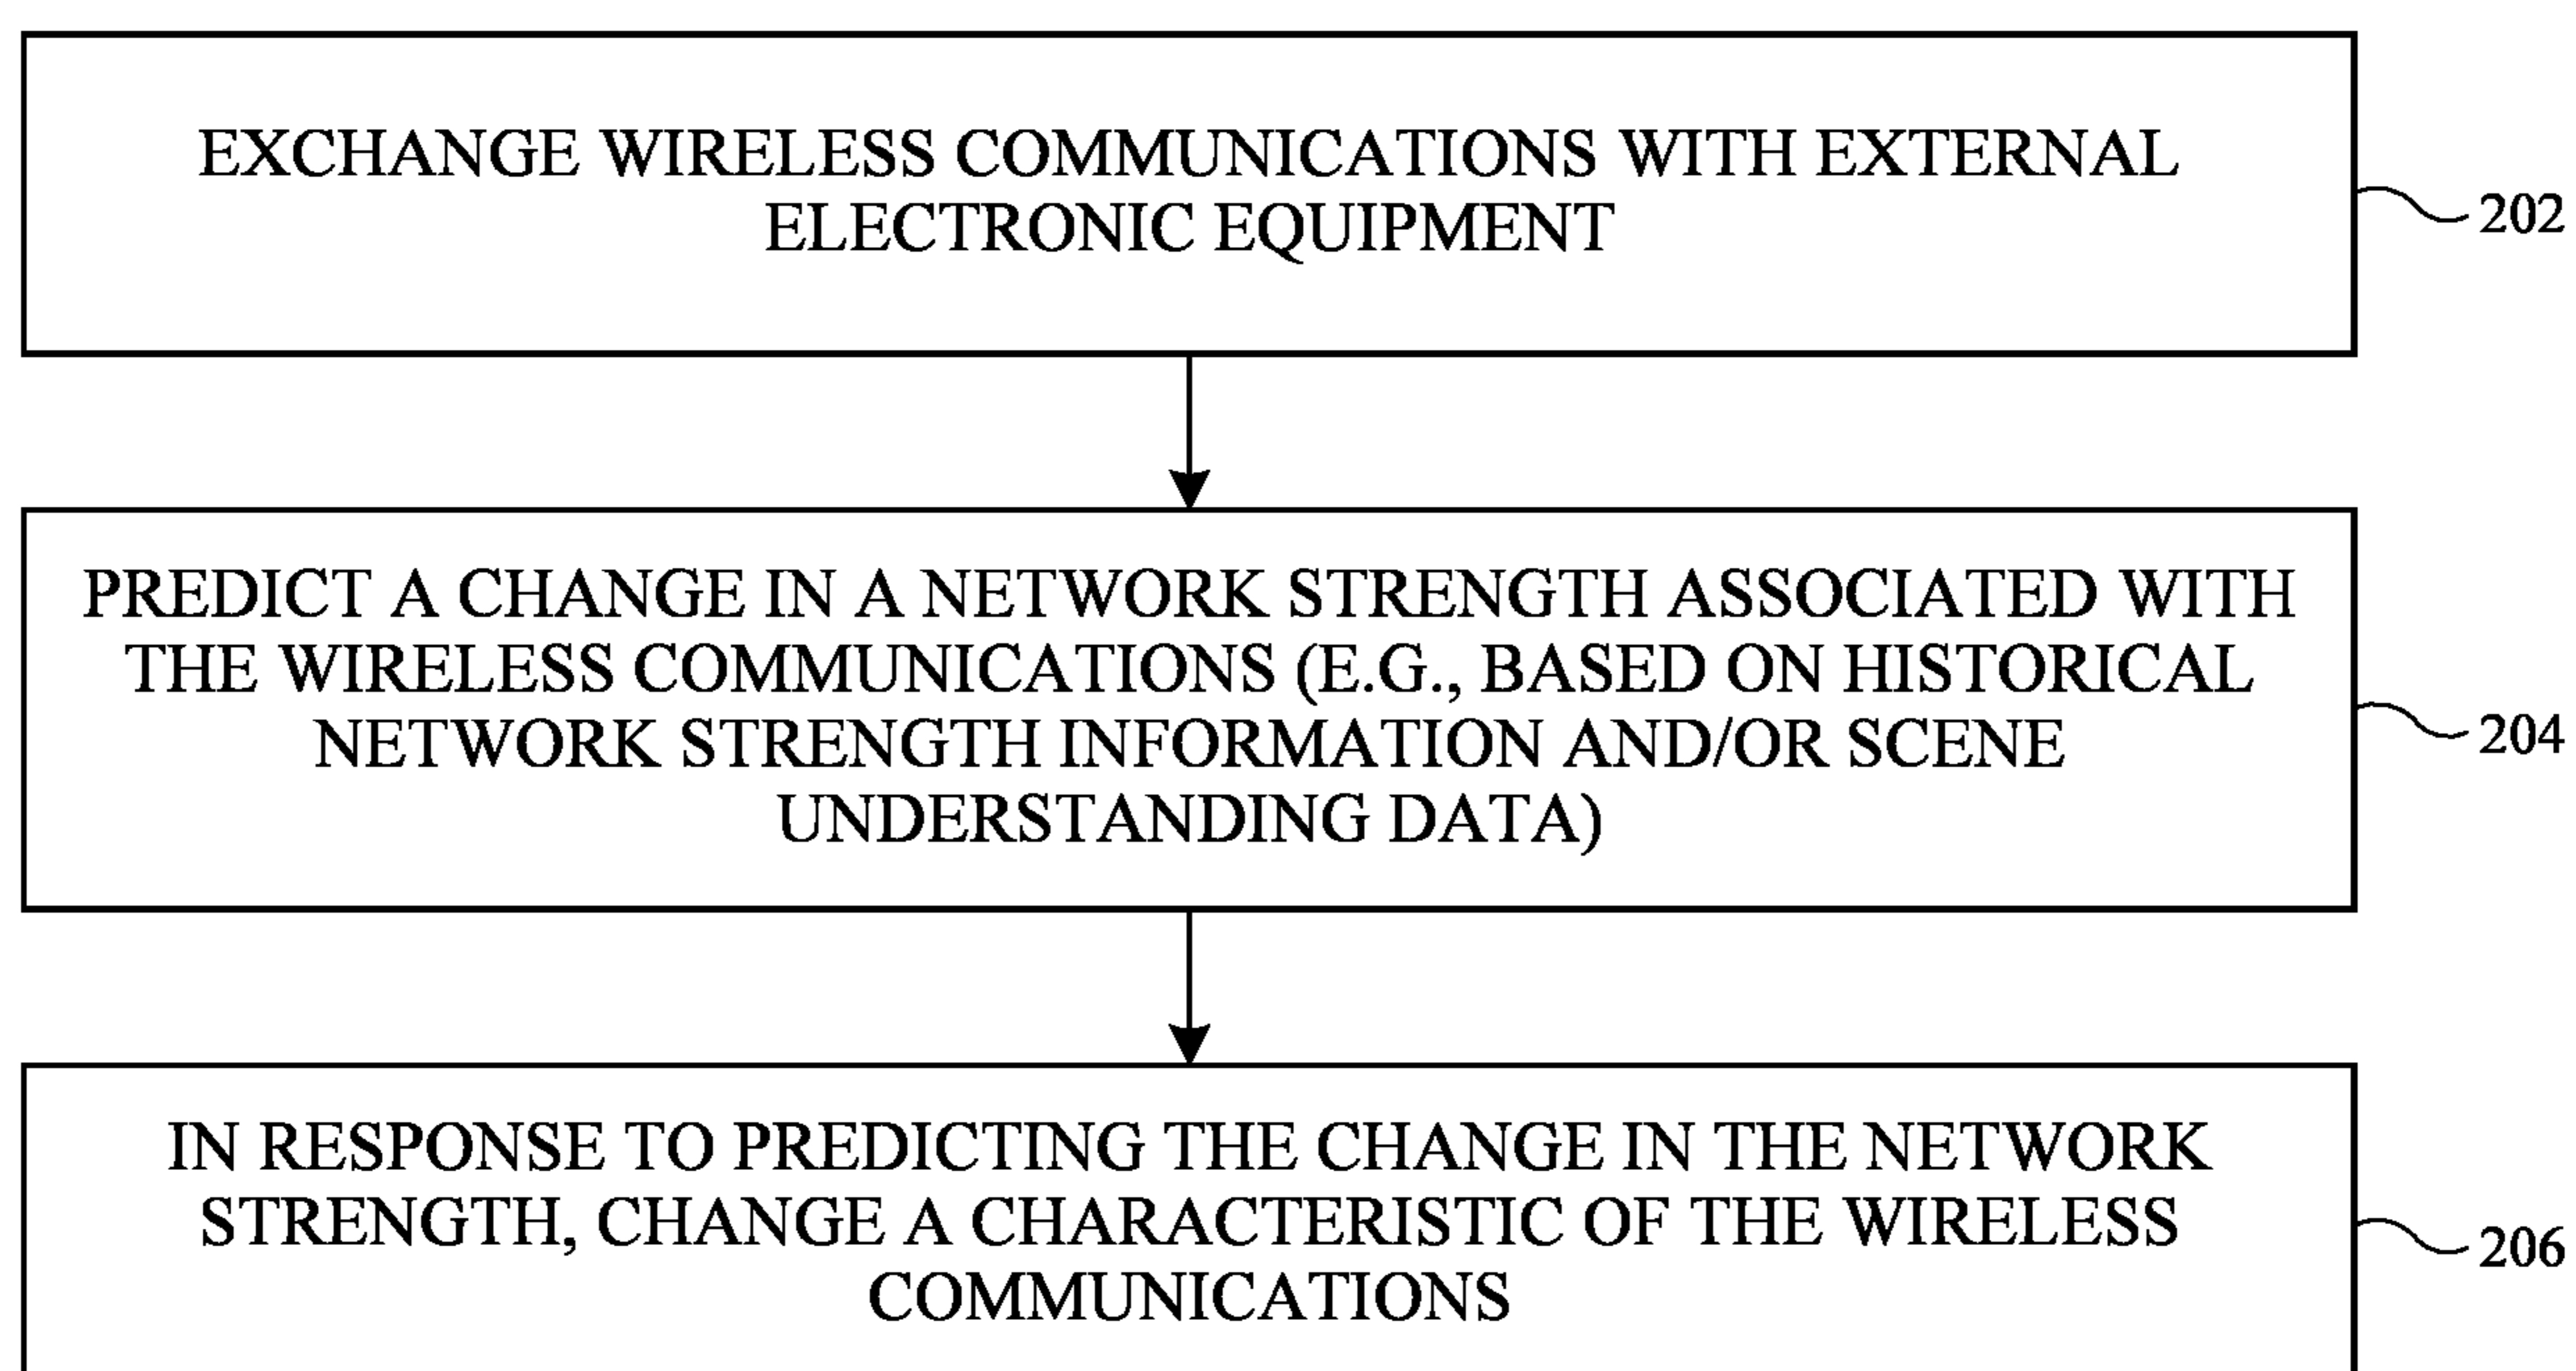 EXCHANGE WIRELESS COMMUNICATIONS WITH EXTERNAL
ELECTRONIC EQUIPMENT
202
PREDICT A CHANGE IN A NETWORK STRENGTH ASSOCIATED WITH
THE WIRELESS COMMUNICATIONS (E.G., BASED ON HISTORICAL
NETWORK STRENGTH INFORMATION AND/OR SCENE
UNDERSTANDING DATA)
204
IN RESPONSE TO PREDICTING THE CHANGE IN THE NETWORK
STRENGTH, CHANGE A CHARACTERISTIC OF THE WIRELESS
COMMUNICATIONS
206